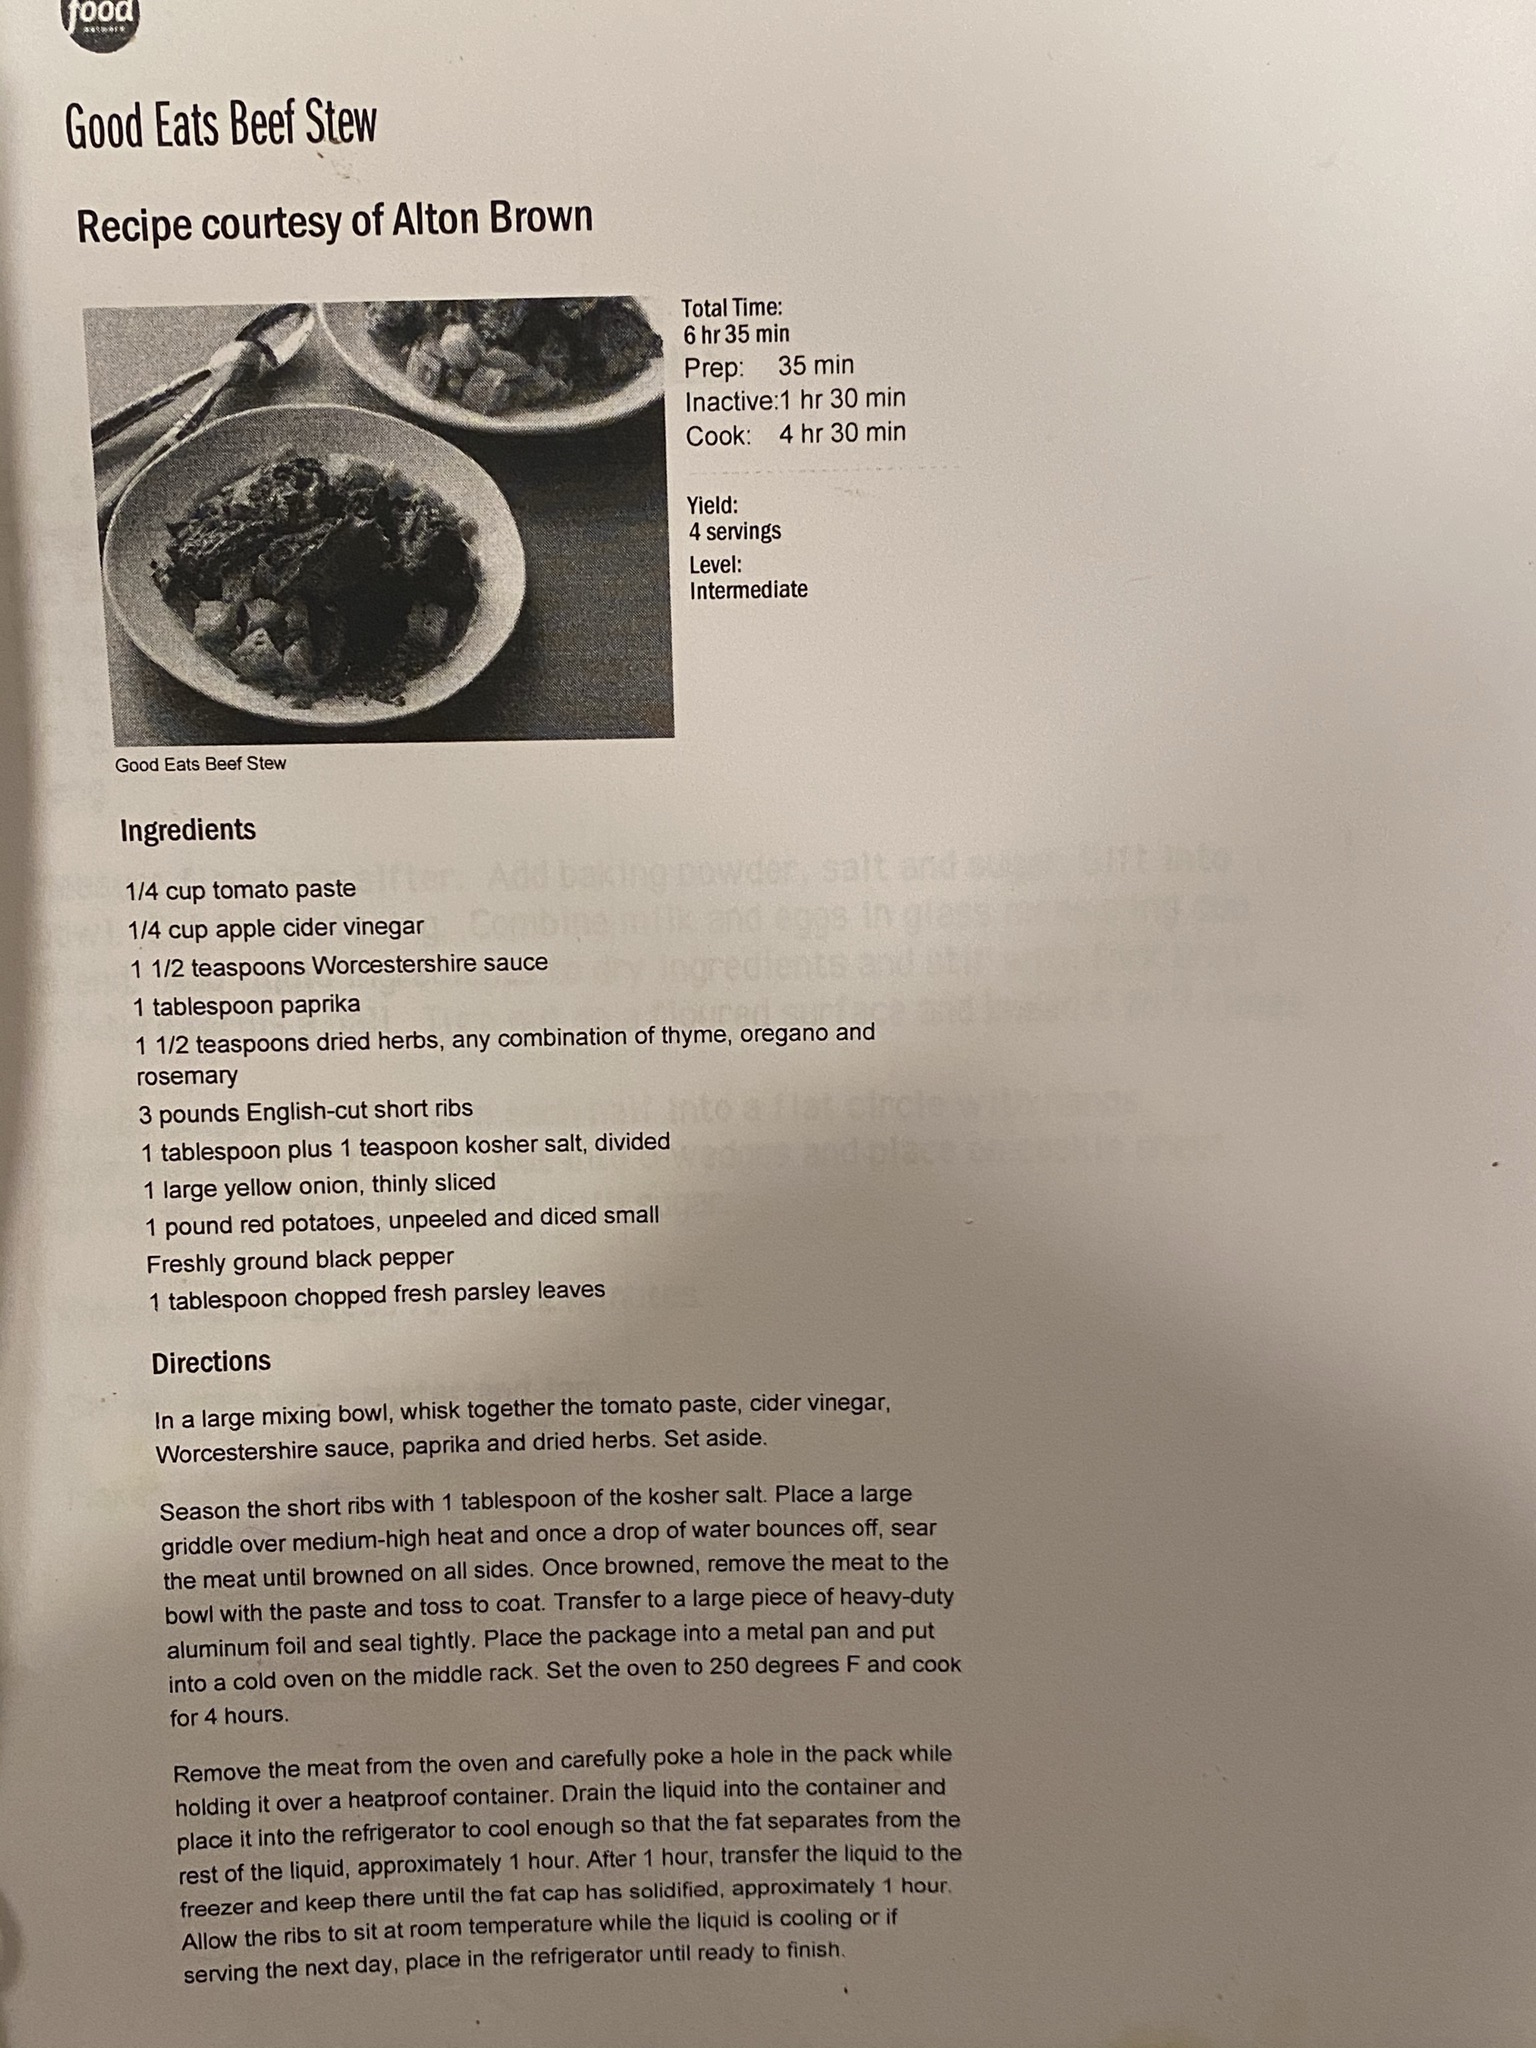 food
network
Good Eats Beef Stew
Recipe courtesy of Alton Brown
Total Time:
6 hr 35 min
Prep: 35 min
Inactive:1 hr 30 min
Cook: 4 hr 30 min
Yield:
4 servings
Level:
Intermediate
Good Eats Beef Stew
Ingredients
1/4 cup tomato paste
1/4 cup apple cider vinegar
1 1/2 teaspoons Worcestershire sauce
1 tablespoon paprika
1 1/2 teaspoons dried herbs, any combination of thyme, oregano and
rosemary
3 pounds English-cut short ribs
1 tablespoon plus 1 teaspoon kosher salt, divided
1 large yellow onion, thinly sliced
1 pound red potatoes, unpeeled and diced small
Freshly ground black pepper
1 tablespoon chopped fresh parsley leaves
Directions
In a large mixing bowl, whisk together the tomato paste, cider vinegar,
Worcestershire sauce, paprika and dried herbs. Set aside.
Season the short ribs with 1 tablespoon of the kosher salt. Place a large
griddle over medium-high heat and once a drop of water bounces off, sear
the meat until browned on all sides. Once browned, remove the meat to the
bowl with the paste and toss to coat. Transfer to a large piece of heavy-duty
aluminum foil and seal tightly. Place the package into a metal pan and put
into a cold oven on the middle rack. Set the oven to 250 degrees F and cook
for 4 hours.
Remove the meat from the oven and carefully poke a hole in the pack while
holding it over a heatproof container. Drain the liquid into the container and
place it into the refrigerator to cool enough so that the fat separates from the
rest of the liquid, approximately 1 hour. After 1 hour, transfer the liquid to the
freezer and keep there until the fat cap has solidified, approximately 1 hour.
Allow the ribs to sit at room temperature while the liquid is cooling or if
serving the next day, place in the refrigerator until ready to finish.